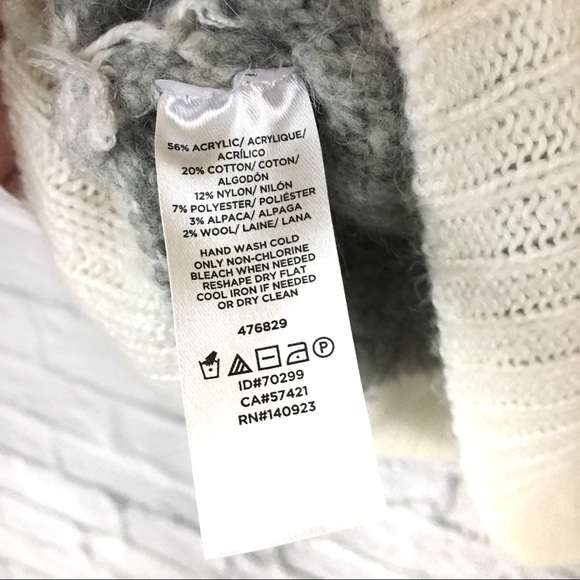 56% ACRYLIC/ ACRYLIQUE/
ACRÍLICO
20% COTTON/ COTON/
ALGODÓN
12% NYLON/ NILÓN
7% POLYESTER/ POLIÉSTER
3% ALPACA/ ALPAGA
2% WOOL/ LAINE/ LANA
HAND WASH COLD
ONLY NON-CHLORINE
BLEACH WHEN NEEDED
RESHAPE DRY FLAT
COOL IRON IF NEEDED
OR DRY CLEAN
476829
P
ID#70299
CA#57421
RN#140923